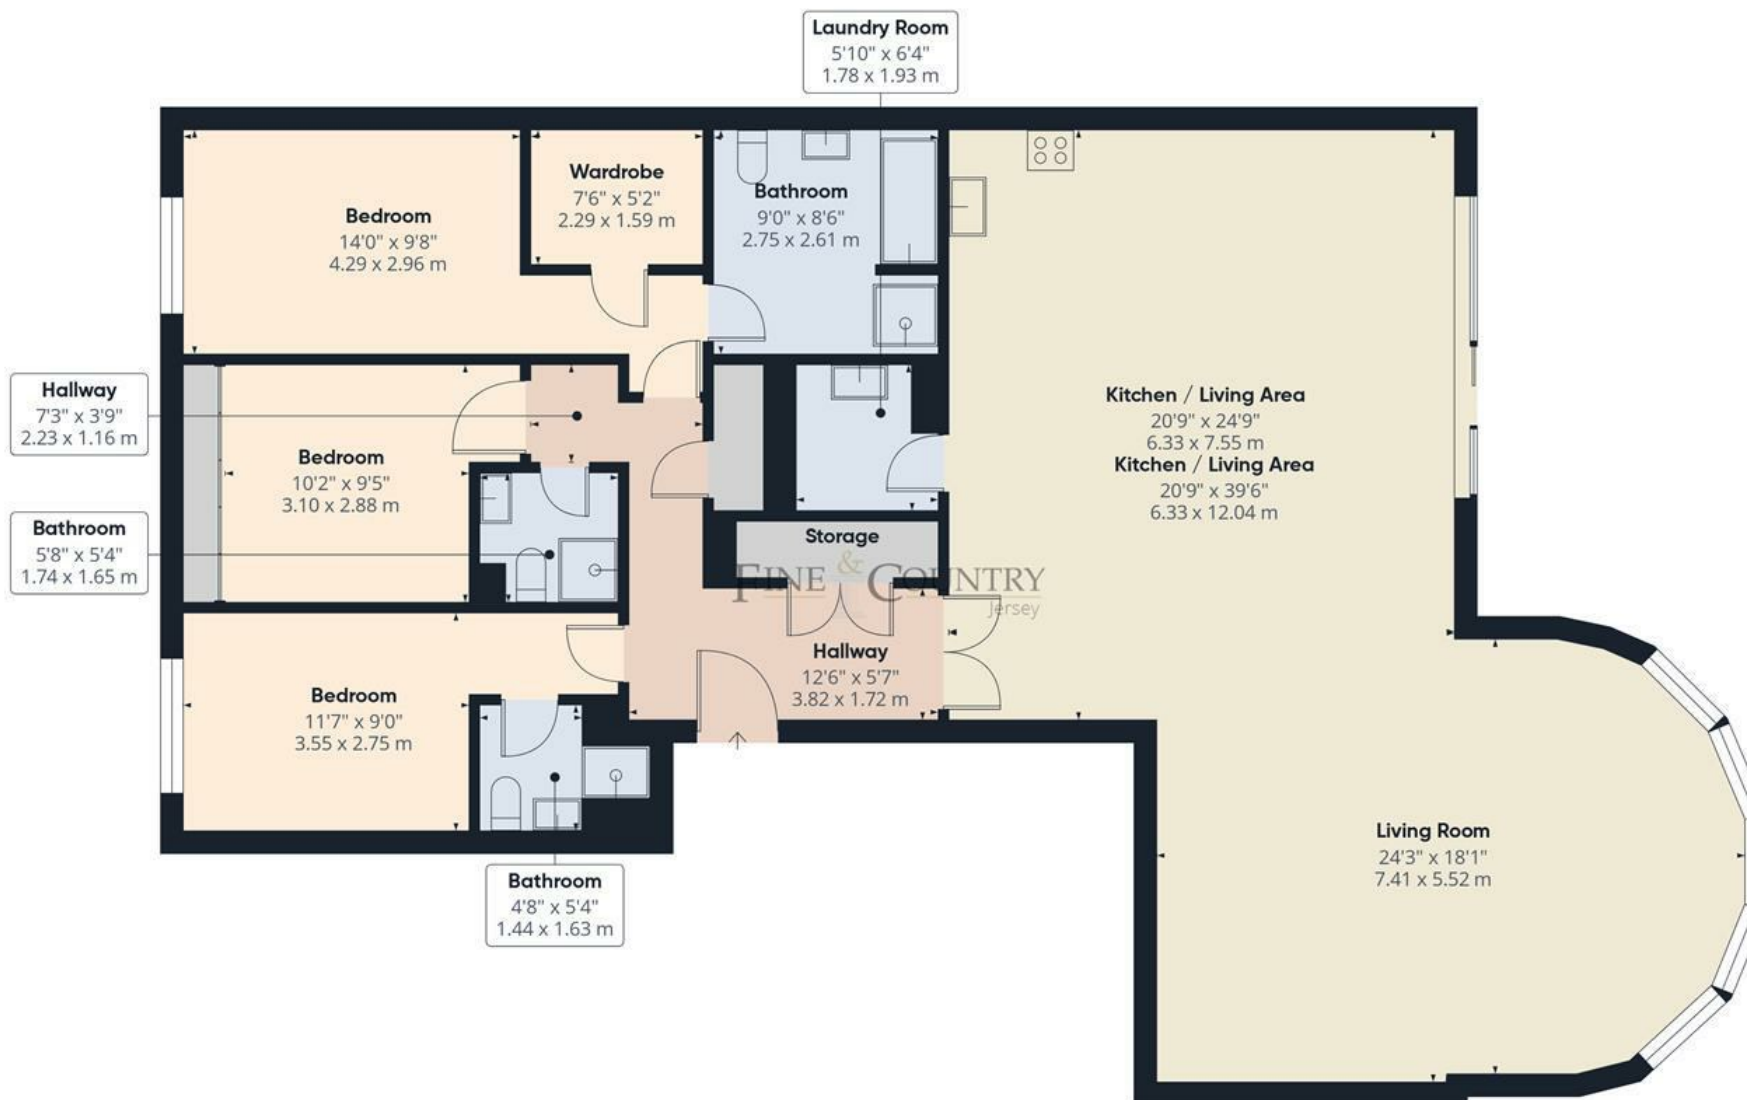 Laundry Room
5'10" x 6'4"
1.78 x 1.93 m
Bedroom
14'0" x 9'8"
4.29 x 2.96 m
Wardrobe
7'6" x 5'2"
2.29 x 1.59 m
Bathroom
9'0" x 8'6"
2.75 x 2.61 m
Hallway
7'3" x 3'9"
2.23 x 1.16 m
Bedroom
10'2" x 9'5"
3.10 x 2.88 m
Kitchen / Living Area
20'9" x 24'9"
6.33 x 7.55 m
Kitchen / Living Area
20'9" x 39'6"
6.33 x 12.04 m
Bathroom
5'8" x 5'4"
1.74 x 1.65 m
Storage
FINE & COUNTRY
Jersey
Hallway
12'6" x 5'7"
3.82 x 1.72 m
Bedroom
11'7" x 9'0"
3.55 x 2.75 m
Living Room
24'3" x 18'1"
7.41 x 5.52 m
Bathroom
4'8" x 5'4"
1.44 x 1.63 m